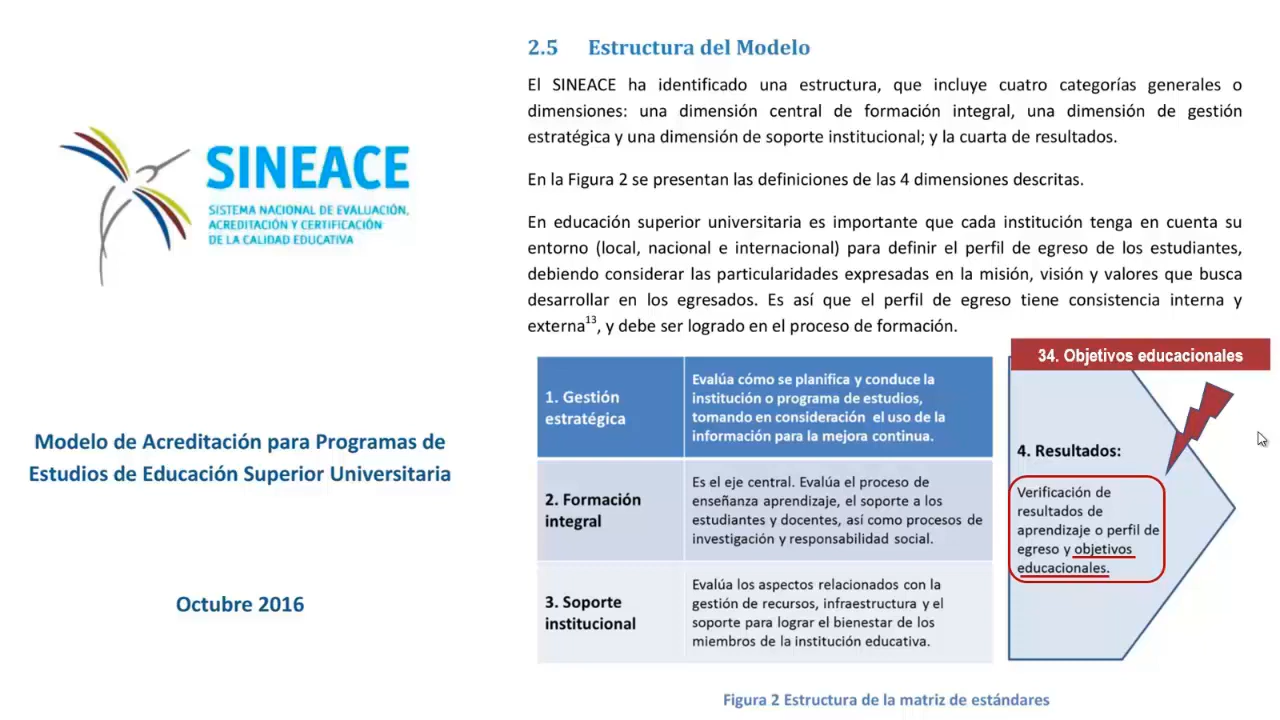 SINEACE
SISTEMA NACIONAL DE EVALUACIÓN,
ACREDITACIÓN Y CERTIFICACIÓN
DE LA CALIDAD EDUCATIVA
Modelo de Acreditación para Programas de
Estudios de Educación Superior Universitaria
Octubre 2016
2.5 Estructura del Modelo
El SINEACE ha identificado una estructura, que incluye cuatro categorías generales o
dimensiones: una dimensión central de formación integral, una dimensión de gestión
estratégica y una dimensión de soporte institucional; y la cuarta de resultados.
En la Figura 2 se presentan las definiciones de las 4 dimensiones descritas.
En educación superior universitaria es importante que cada institución tenga en cuenta su
entorno (local, nacional e internacional) para definir el perfil de egreso de los estudiantes,
debiendo considerar las particularidades expresadas en la misión, visión y valores que busca
desarrollar en los egresados. Es así que el perfil de egreso tiene consistencia interna y
externa13, y debe ser logrado en el proceso de formación.
1. Gestión
estratégica
Evalúa cómo se planifica y conduce la
institución o programa de estudios,
tomando en consideración el uso de la
información para la mejora continua.
2. Formación
integral
Es el eje central. Evalúa el proceso de
enseñanza aprendizaje, el soporte a los
estudiantes y docentes, así como procesos de
investigación y responsabilidad social.
3. Soporte
institucional
Evalúa los aspectos relacionados con la
gestión de recursos, infraestructura y el
soporte para lograr el bienestar de los
miembros de la institución educativa.
34. Objetivos educacionales
4. Resultados:
Verificación de
resultados de
aprendizaje o perfil de
egreso y objetivos
educacionales.
Figura 2 Estructura de la matriz de estándares